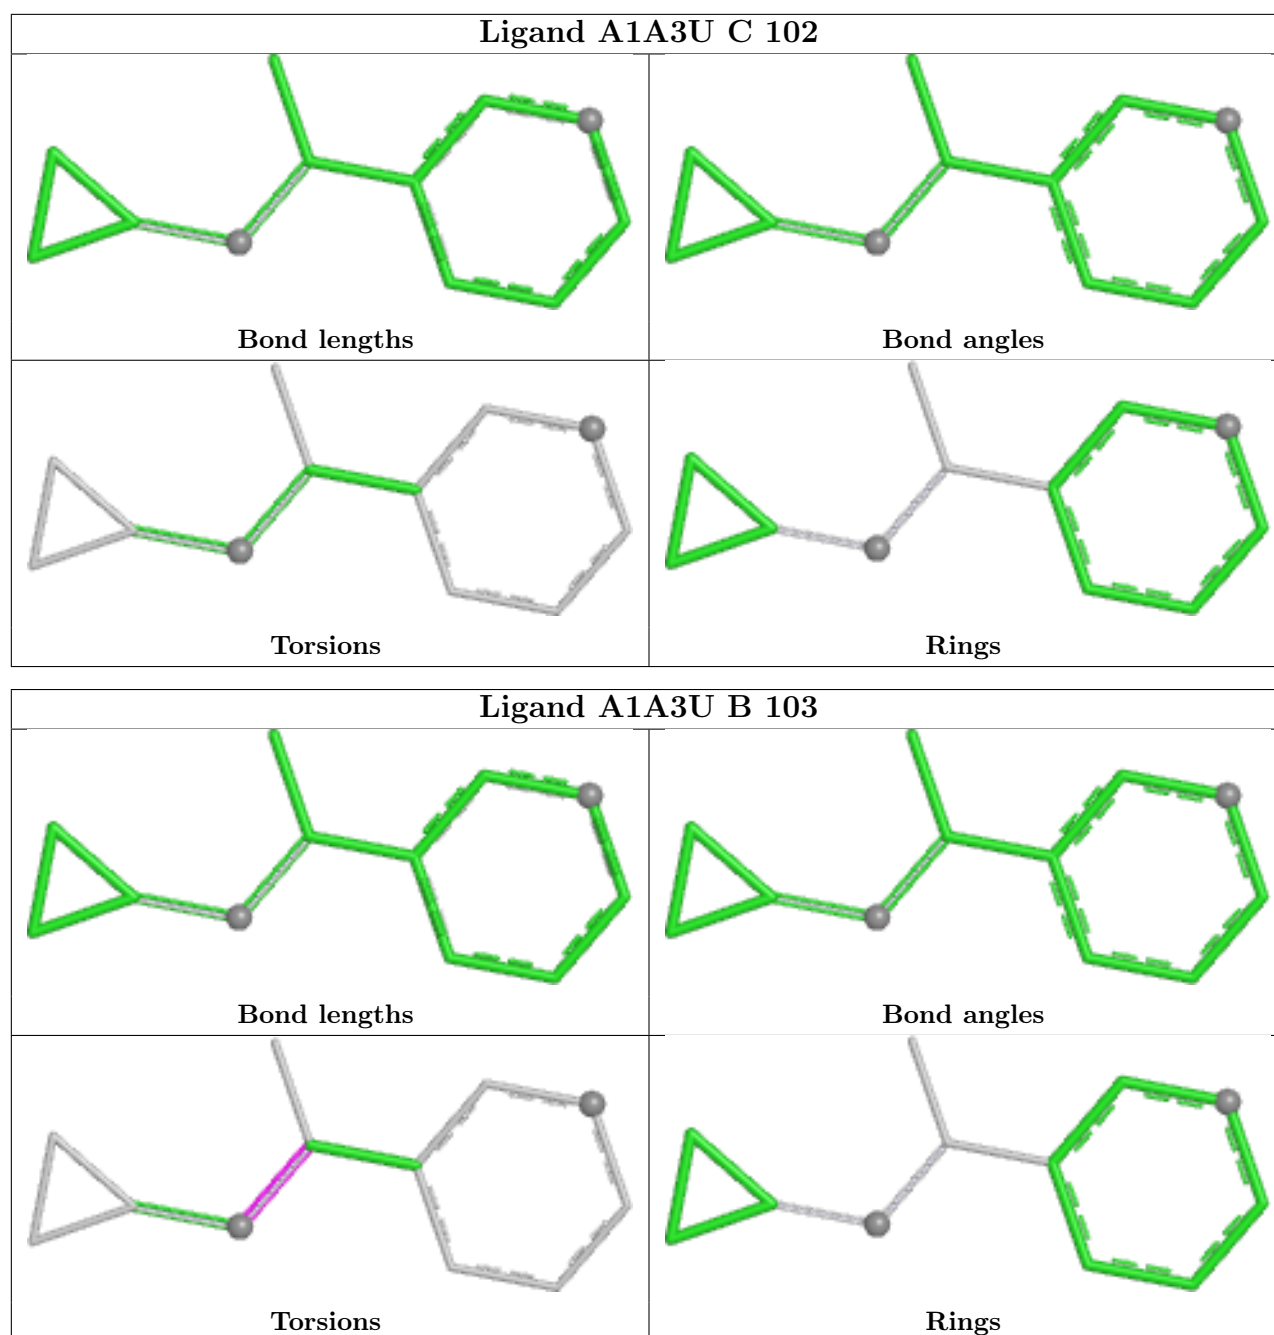 Ligand A1A3U C 102
Bond lengths
Bond angles
Torsions
Rings
Ligand A1A3U B 103
Bond lengths
Bond angles
Torsions
Rings